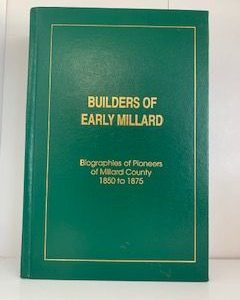 BUILDERS OF
EARLY MILLARD
Biographies of Pioneers
of Millard County
1850 to 1875